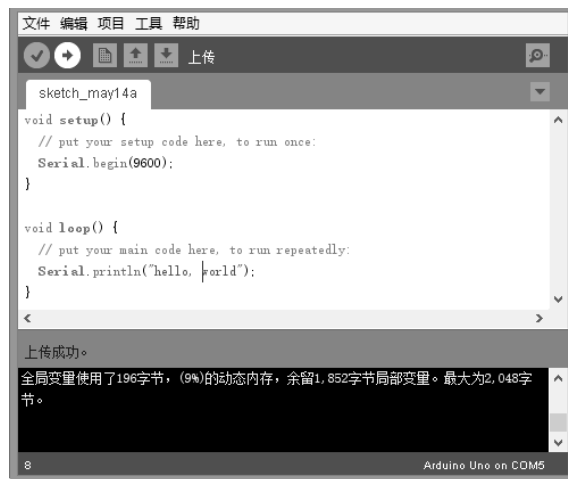 文件 编辑 项目 工具 帮助
上传
sketch_may14a
void setup() {
// put your setup code here, to run once:
Serial.begin(9600);
}
void loop() {
// put your main code here, to run repeatedly:
Serial.println("hello, world");
}
上传成功。
全局变量使用了196字节，(9%)的动态内存，余留1,852字节局部变量。最大为2,048字
节。
8
Arduino Uno on COM5